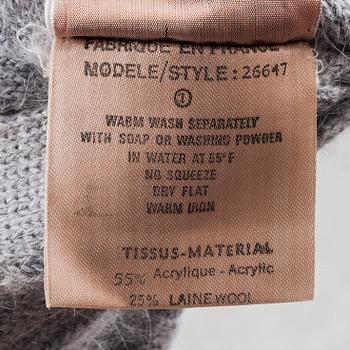 FABRIQUE EN FRANCE
MODELE/STYLE : 26647
1
WARM WASH SEPARATELY
WITH SOAP OR WASHING POWDER
IN WATER AT 85°F
NO SQUEEZE
DRY FLAT
WARM IRON
TISSUS-MATERIAL
55% Acrylique - Acrylic
25% LAINE WOOL